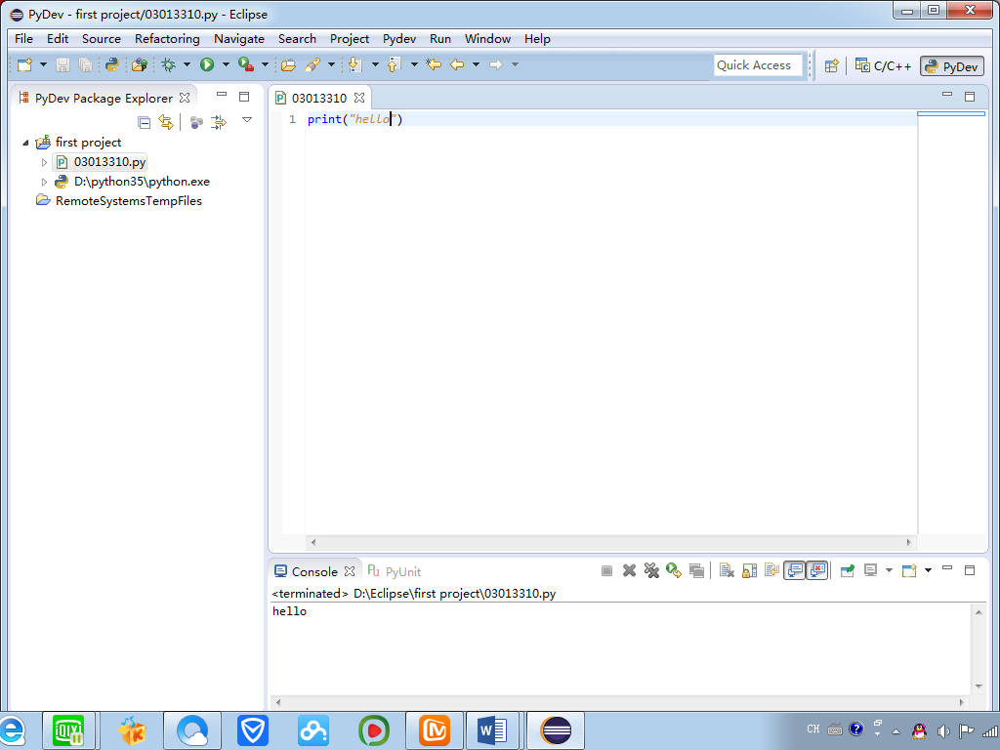 PyDev - first project/03013310.py - Eclipse
File Edit Source Refactoring Navigate Search Project Pydev Run Window Help
Quick Access C/C++ PyDev
PyDev Package Explorer
first project
03013310.py
D:\python35\python.exe
RemoteSystemsTempFiles
03013310
1 print("hello")
Console PyUnit
<terminated> D:\Eclipse\first project\03013310.py
hello
QIYI
CH